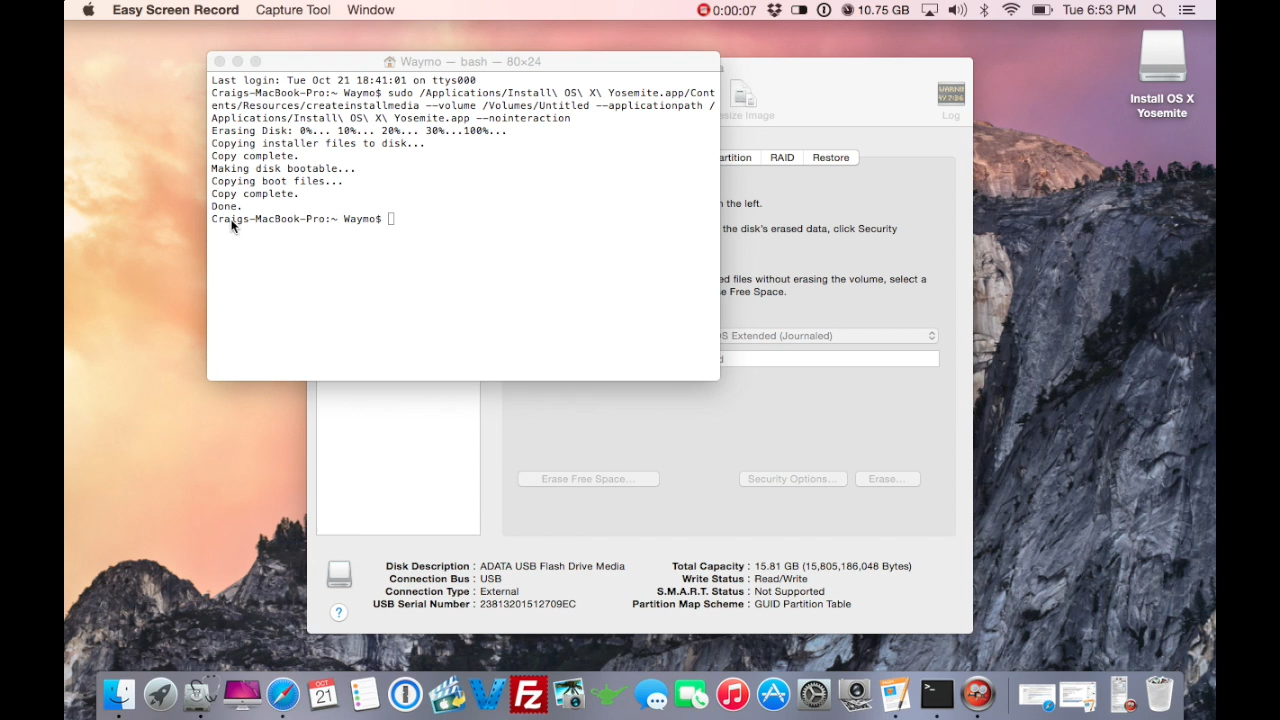 Easy Screen Record Capture Tool Window 0:00:07 10.75 GB Tue 6:53 PM
Waymo — bash — 80×24
Last login: Tue Oct 21 18:41:01 on ttys000
Craigs-MacBook-Pro:~ Waymo$ sudo /Applications/Install\ OS\ X\ Yosemite.app/Cont
ents/Resources/createinstallmedia --volume /Volumes/Untitled --applicationpath /
Applications/Install\ OS\ X\ Yosemite.app --nointeraction
Erasing Disk: 0%... 10%... 20%... 30%...100%...
Copying installer files to disk...
Copy complete.
Making disk bootable...
Copying boot files...
Copy complete.
Done.
Craigs-MacBook-Pro:~ Waymo$
Install OS X
Yosemite
esize Image Log
artition RAID Restore
n the left.
the disk's erased data, click Security
ed files without erasing the volume, select a
e Free Space.
S Extended (Journaled)
d
Erase Free Space... Security Options... Erase...
Disk Description : ADATA USB Flash Drive Media Total Capacity : 15.81 GB (15,805,186,048 Bytes)
Connection Bus : USB Write Status : Read/Write
Connection Type : External S.M.A.R.T. Status : Not Supported
USB Serial Number : 23813201512709EC Partition Map Scheme : GUID Partition Table
?
OCT
21
Fz